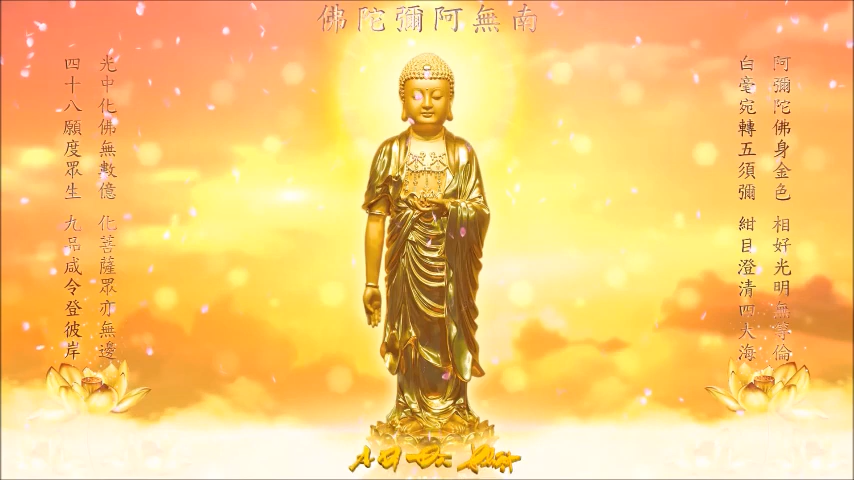 南無阿彌陀佛
阿彌陀佛身金色 相好光明無等倫
白毫宛轉五須彌 紺目澄清四大海
光中化佛無數億 化菩薩眾亦無邊
四十八願度眾生 九品咸令登彼岸
A Di Đà Phật